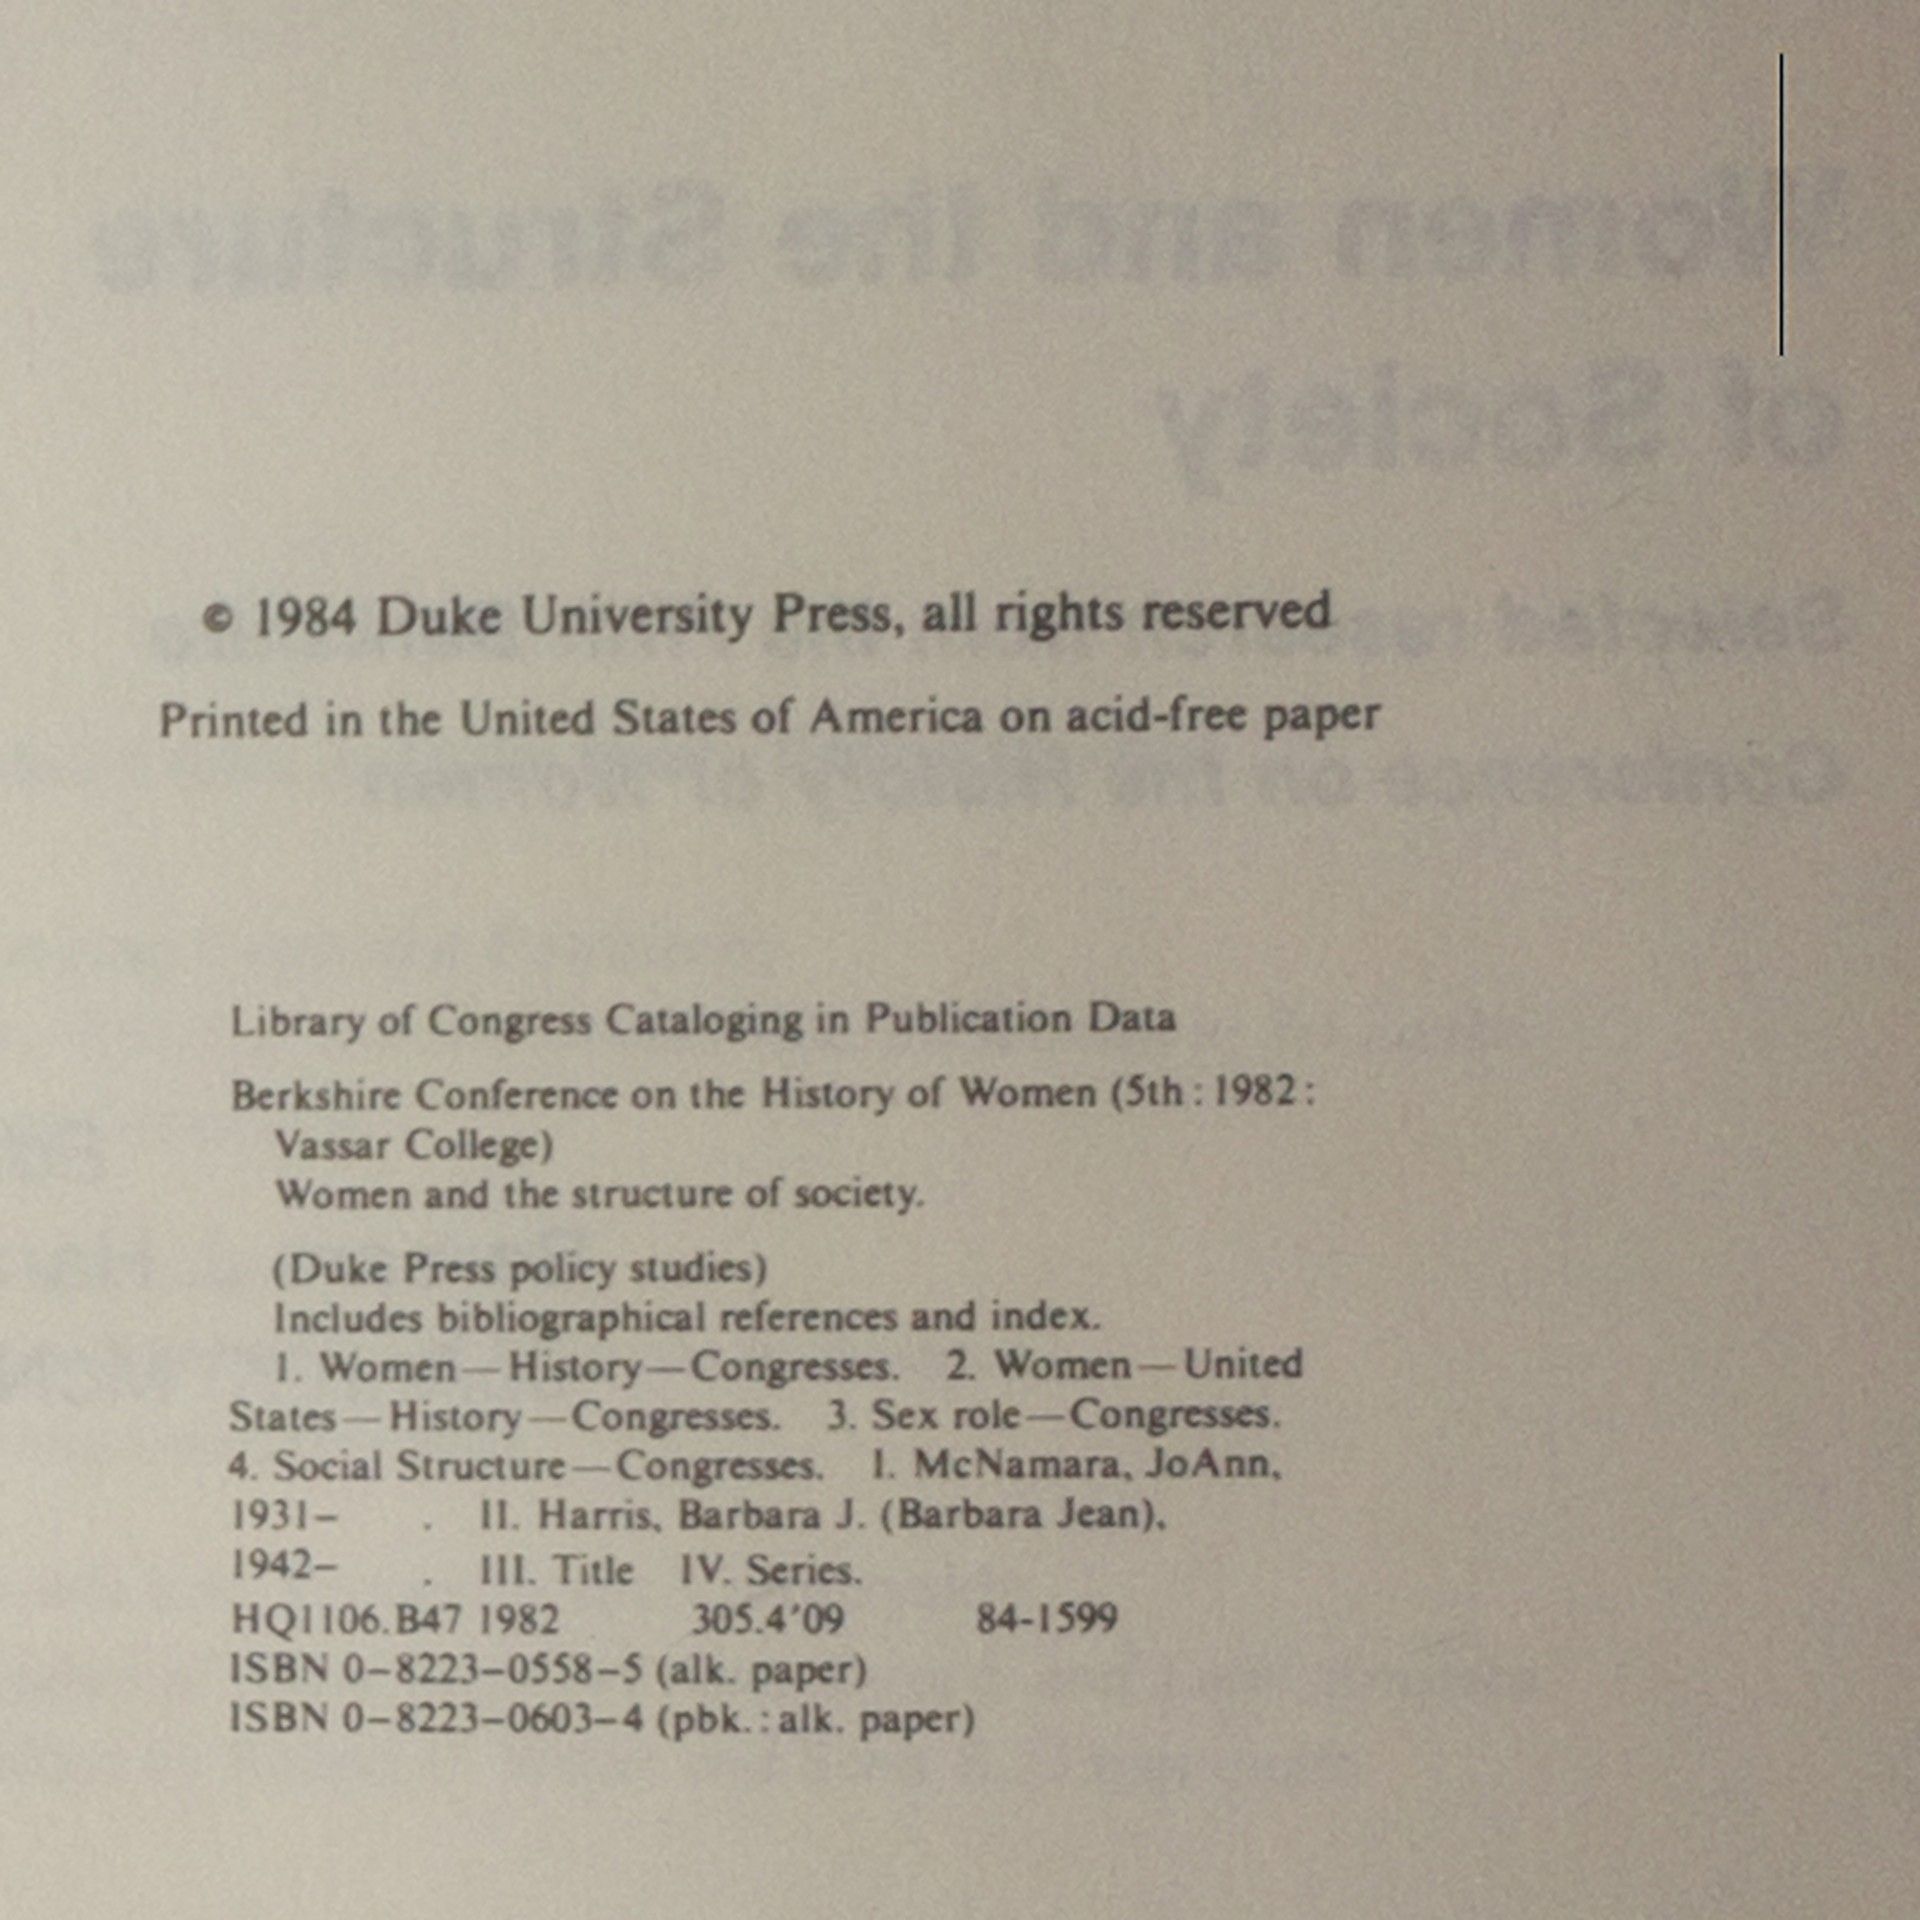 © 1984 Duke University Press, all rights reserved
Printed in the United States of America on acid-free paper
Library of Congress Cataloging in Publication Data
Berkshire Conference on the History of Women (5th : 1982 :
Vassar College)
Women and the structure of society.
(Duke Press policy studies)
Includes bibliographical references and index.
1. Women—History—Congresses. 2. Women—United
States—History—Congresses. 3. Sex role—Congresses.
4. Social Structure—Congresses. I. McNamara, JoAnn,
1931– . II. Harris, Barbara J. (Barbara Jean),
1942– . III. Title IV. Series.
HQ1106.B47 1982 305.4'09 84-1599
ISBN 0–8223–0558–5 (alk. paper)
ISBN 0–8223–0603–4 (pbk. : alk. paper)